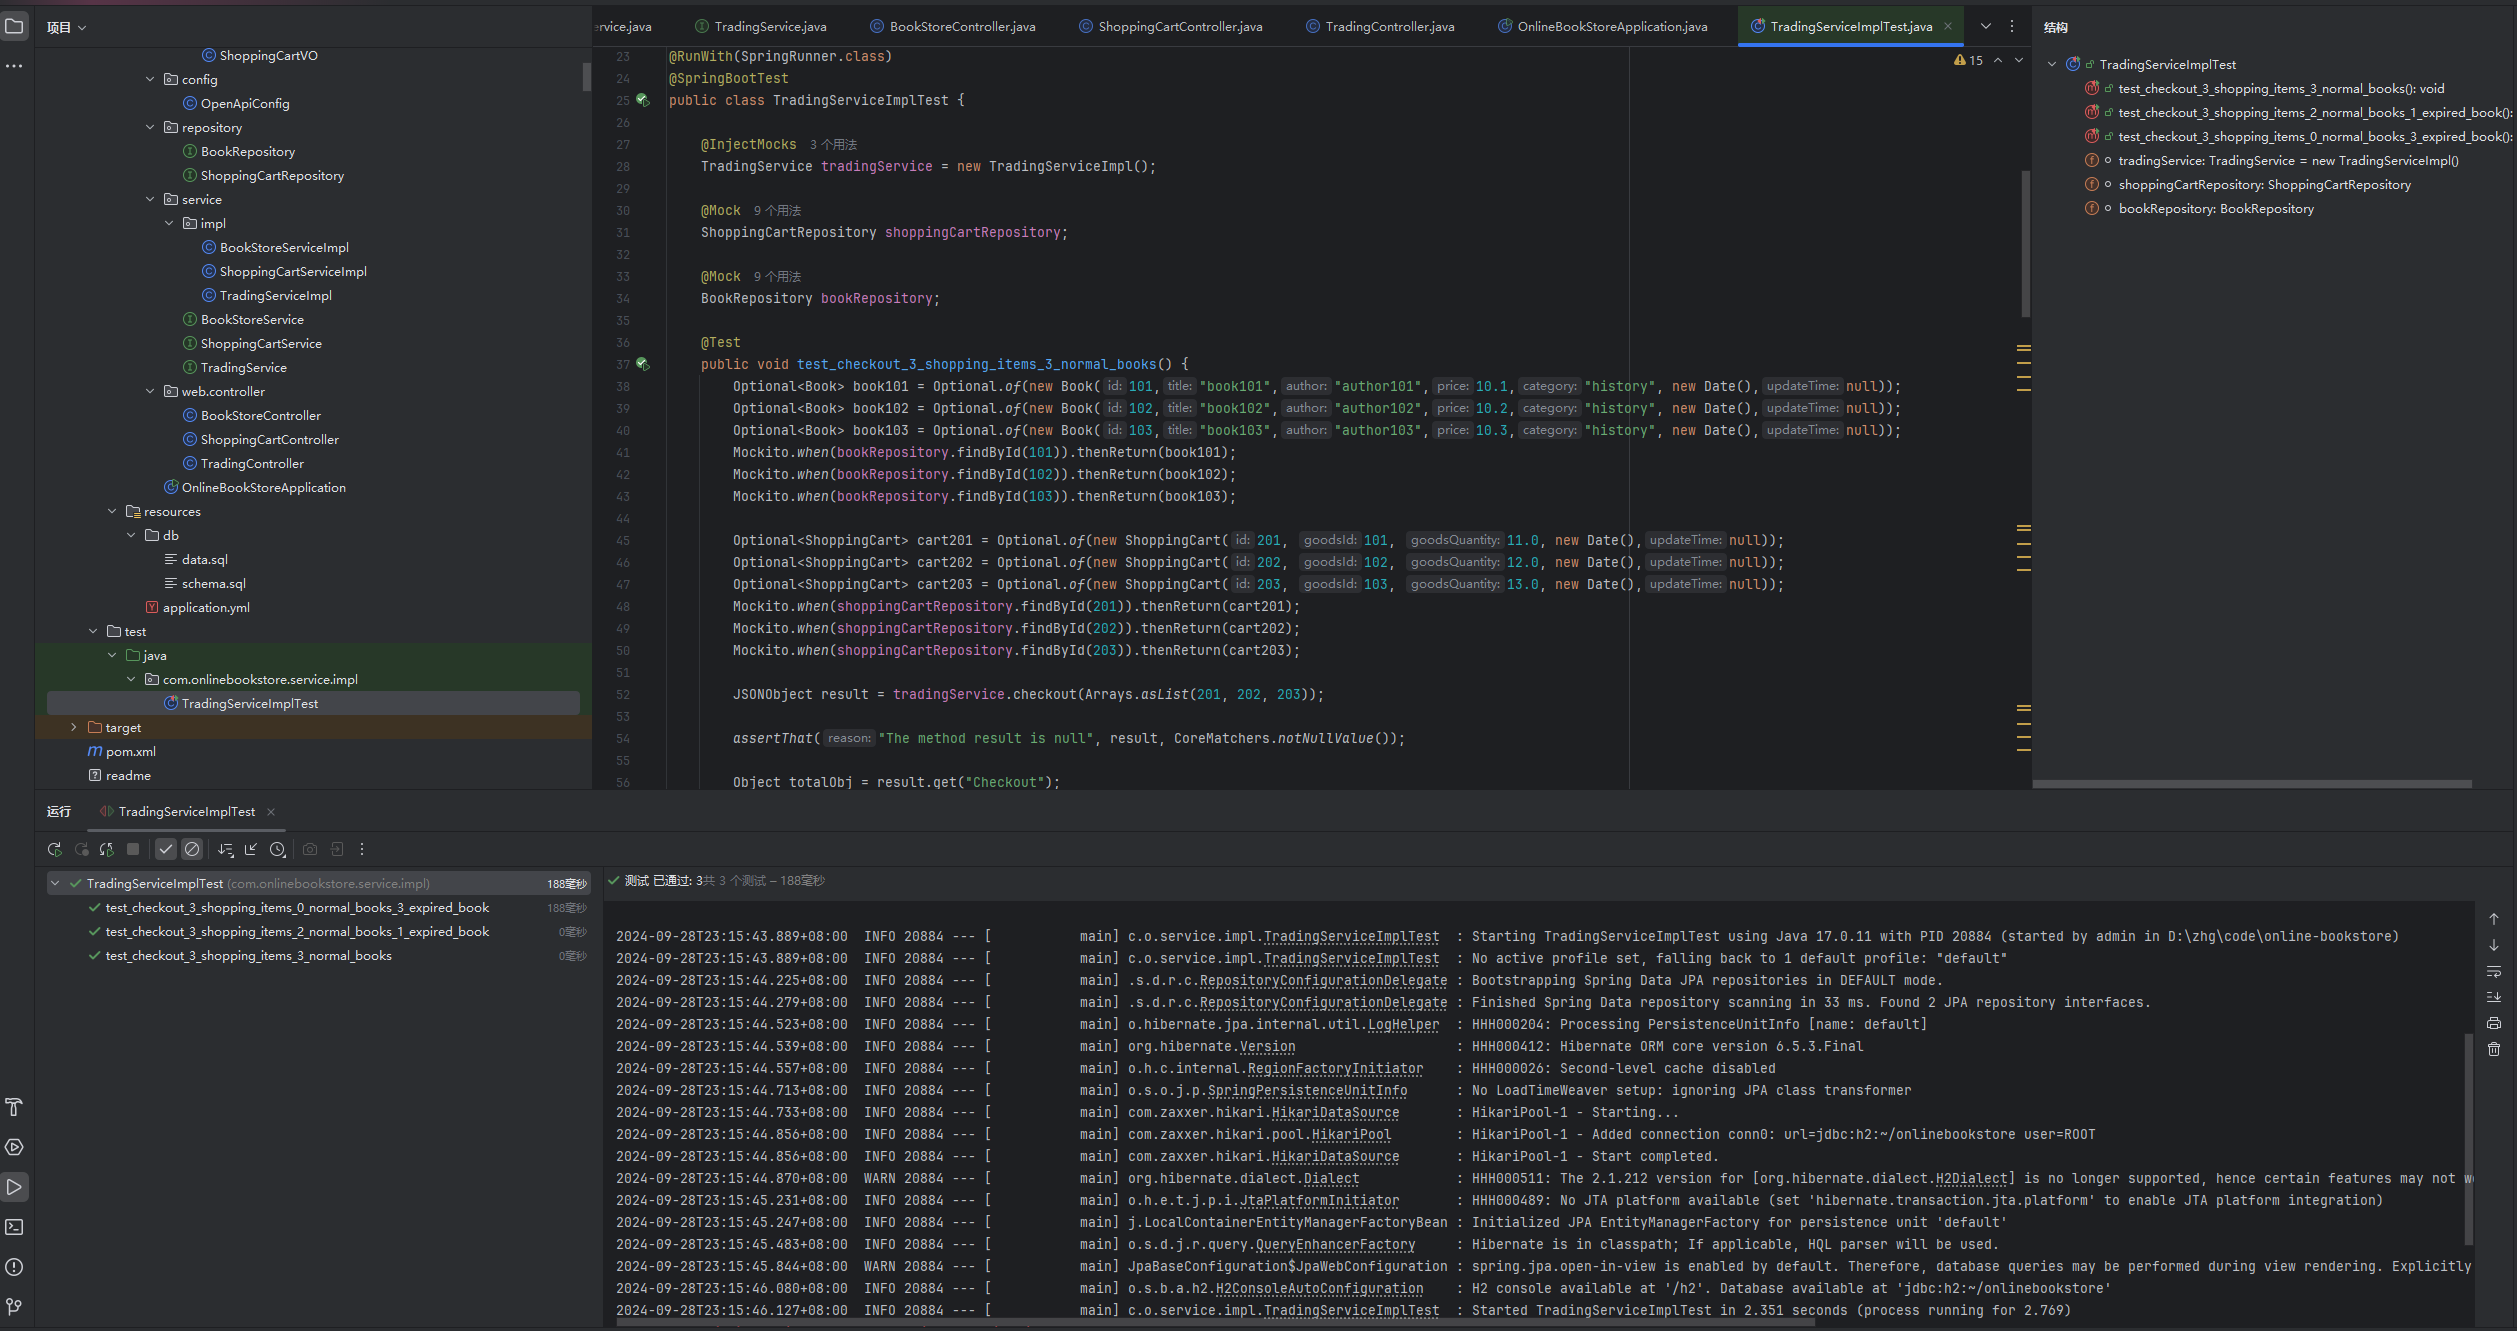 项目
ShoppingCartVO
config
OpenApiConfig
repository
BookRepository
ShoppingCartRepository
service
impl
BookStoreServiceImpl
ShoppingCartServiceImpl
TradingServiceImpl
BookStoreService
ShoppingCartService
TradingService
web.controller
BookStoreController
ShoppingCartController
TradingController
OnlineBookStoreApplication
resources
db
data.sql
schema.sql
application.yml
test
java
com.onlinebookstore.service.impl
TradingServiceImplTest
target
pom.xml
readme
ervice.java TradingService.java BookStoreController.java ShoppingCartController.java TradingController.java OnlineBookStoreApplication.java TradingServiceImplTest.java
15
23 @RunWith(SpringRunner.class)
24 @SpringBootTest
25 public class TradingServiceImplTest {
26
27 @InjectMocks 3 个用法
28 TradingService tradingService = new TradingServiceImpl();
29
30 @Mock 9 个用法
31 ShoppingCartRepository shoppingCartRepository;
32
33 @Mock 9 个用法
34 BookRepository bookRepository;
35
36 @Test
37 public void test_checkout_3_shopping_items_3_normal_books() {
38 Optional<Book> book101 = Optional.of(new Book( id: 101, title: "book101", author: "author101", price: 10.1, category: "history", new Date(), updateTime: null));
39 Optional<Book> book102 = Optional.of(new Book( id: 102, title: "book102", author: "author102", price: 10.2, category: "history", new Date(), updateTime: null));
40 Optional<Book> book103 = Optional.of(new Book( id: 103, title: "book103", author: "author103", price: 10.3, category: "history", new Date(), updateTime: null));
41 Mockito.when(bookRepository.findById(101)).thenReturn(book101);
42 Mockito.when(bookRepository.findById(102)).thenReturn(book102);
43 Mockito.when(bookRepository.findById(103)).thenReturn(book103);
44
45 Optional<ShoppingCart> cart201 = Optional.of(new ShoppingCart( id: 201, goodsId: 101, goodsQuantity: 11.0, new Date(), updateTime: null));
46 Optional<ShoppingCart> cart202 = Optional.of(new ShoppingCart( id: 202, goodsId: 102, goodsQuantity: 12.0, new Date(), updateTime: null));
47 Optional<ShoppingCart> cart203 = Optional.of(new ShoppingCart( id: 203, goodsId: 103, goodsQuantity: 13.0, new Date(), updateTime: null));
48 Mockito.when(shoppingCartRepository.findById(201)).thenReturn(cart201);
49 Mockito.when(shoppingCartRepository.findById(202)).thenReturn(cart202);
50 Mockito.when(shoppingCartRepository.findById(203)).thenReturn(cart203);
51
52 JSONObject result = tradingService.checkout(Arrays.asList(201, 202, 203));
53
54 assertThat( reason: "The method result is null", result, CoreMatchers.notNullValue());
55
56 Object totalObj = result.get("Checkout");
结构
TradingServiceImplTest
test_checkout_3_shopping_items_3_normal_books(): void
test_checkout_3_shopping_items_2_normal_books_1_expired_book():
test_checkout_3_shopping_items_0_normal_books_3_expired_book():
tradingService: TradingService = new TradingServiceImpl()
shoppingCartRepository: ShoppingCartRepository
bookRepository: BookRepository
运行 TradingServiceImplTest
TradingServiceImplTest (com.onlinebookstore.service.impl) 188毫秒
test_checkout_3_shopping_items_0_normal_books_3_expired_book 188毫秒
test_checkout_3_shopping_items_2_normal_books_1_expired_book 0毫秒
test_checkout_3_shopping_items_3_normal_books 0毫秒
测试 已通过: 3共 3 个测试 – 188毫秒
2024-09-28T23:15:43.889+08:00 INFO 20884 --- [ main] c.o.service.impl.TradingServiceImplTest : Starting TradingServiceImplTest using Java 17.0.11 with PID 20884 (started by admin in D:\zhg\code\online-bookstore)
2024-09-28T23:15:43.889+08:00 INFO 20884 --- [ main] c.o.service.impl.TradingServiceImplTest : No active profile set, falling back to 1 default profile: "default"
2024-09-28T23:15:44.225+08:00 INFO 20884 --- [ main] .s.d.r.c.RepositoryConfigurationDelegate : Bootstrapping Spring Data JPA repositories in DEFAULT mode.
2024-09-28T23:15:44.279+08:00 INFO 20884 --- [ main] .s.d.r.c.RepositoryConfigurationDelegate : Finished Spring Data repository scanning in 33 ms. Found 2 JPA repository interfaces.
2024-09-28T23:15:44.523+08:00 INFO 20884 --- [ main] o.hibernate.jpa.internal.util.LogHelper : HHH000204: Processing PersistenceUnitInfo [name: default]
2024-09-28T23:15:44.539+08:00 INFO 20884 --- [ main] org.hibernate.Version : HHH000412: Hibernate ORM core version 6.5.3.Final
2024-09-28T23:15:44.557+08:00 INFO 20884 --- [ main] o.h.c.internal.RegionFactoryInitiator : HHH000026: Second-level cache disabled
2024-09-28T23:15:44.713+08:00 INFO 20884 --- [ main] o.s.o.j.p.SpringPersistenceUnitInfo : No LoadTimeWeaver setup: ignoring JPA class transformer
2024-09-28T23:15:44.733+08:00 INFO 20884 --- [ main] com.zaxxer.hikari.HikariDataSource : HikariPool-1 - Starting...
2024-09-28T23:15:44.856+08:00 INFO 20884 --- [ main] com.zaxxer.hikari.pool.HikariPool : HikariPool-1 - Added connection conn0: url=jdbc:h2:~/onlinebookstore user=ROOT
2024-09-28T23:15:44.856+08:00 INFO 20884 --- [ main] com.zaxxer.hikari.HikariDataSource : HikariPool-1 - Start completed.
2024-09-28T23:15:44.870+08:00 WARN 20884 --- [ main] org.hibernate.dialect.Dialect : HHH000511: The 2.1.212 version for [org.hibernate.dialect.H2Dialect] is no longer supported, hence certain features may not w
2024-09-28T23:15:45.231+08:00 INFO 20884 --- [ main] o.h.e.t.j.p.i.JtaPlatformInitiator : HHH000489: No JTA platform available (set 'hibernate.transaction.jta.platform' to enable JTA platform integration)
2024-09-28T23:15:45.247+08:00 INFO 20884 --- [ main] j.LocalContainerEntityManagerFactoryBean : Initialized JPA EntityManagerFactory for persistence unit 'default'
2024-09-28T23:15:45.483+08:00 INFO 20884 --- [ main] o.s.d.j.r.query.QueryEnhancerFactory : Hibernate is in classpath; If applicable, HQL parser will be used.
2024-09-28T23:15:45.844+08:00 WARN 20884 --- [ main] JpaBaseConfiguration$JpaWebConfiguration : spring.jpa.open-in-view is enabled by default. Therefore, database queries may be performed during view rendering. Explicitly
2024-09-28T23:15:46.080+08:00 INFO 20884 --- [ main] o.s.b.a.h2.H2ConsoleAutoConfiguration : H2 console available at '/h2'. Database available at 'jdbc:h2:~/onlinebookstore'
2024-09-28T23:15:46.127+08:00 INFO 20884 --- [ main] c.o.service.impl.TradingServiceImplTest : Started TradingServiceImplTest in 2.351 seconds (process running for 2.769)